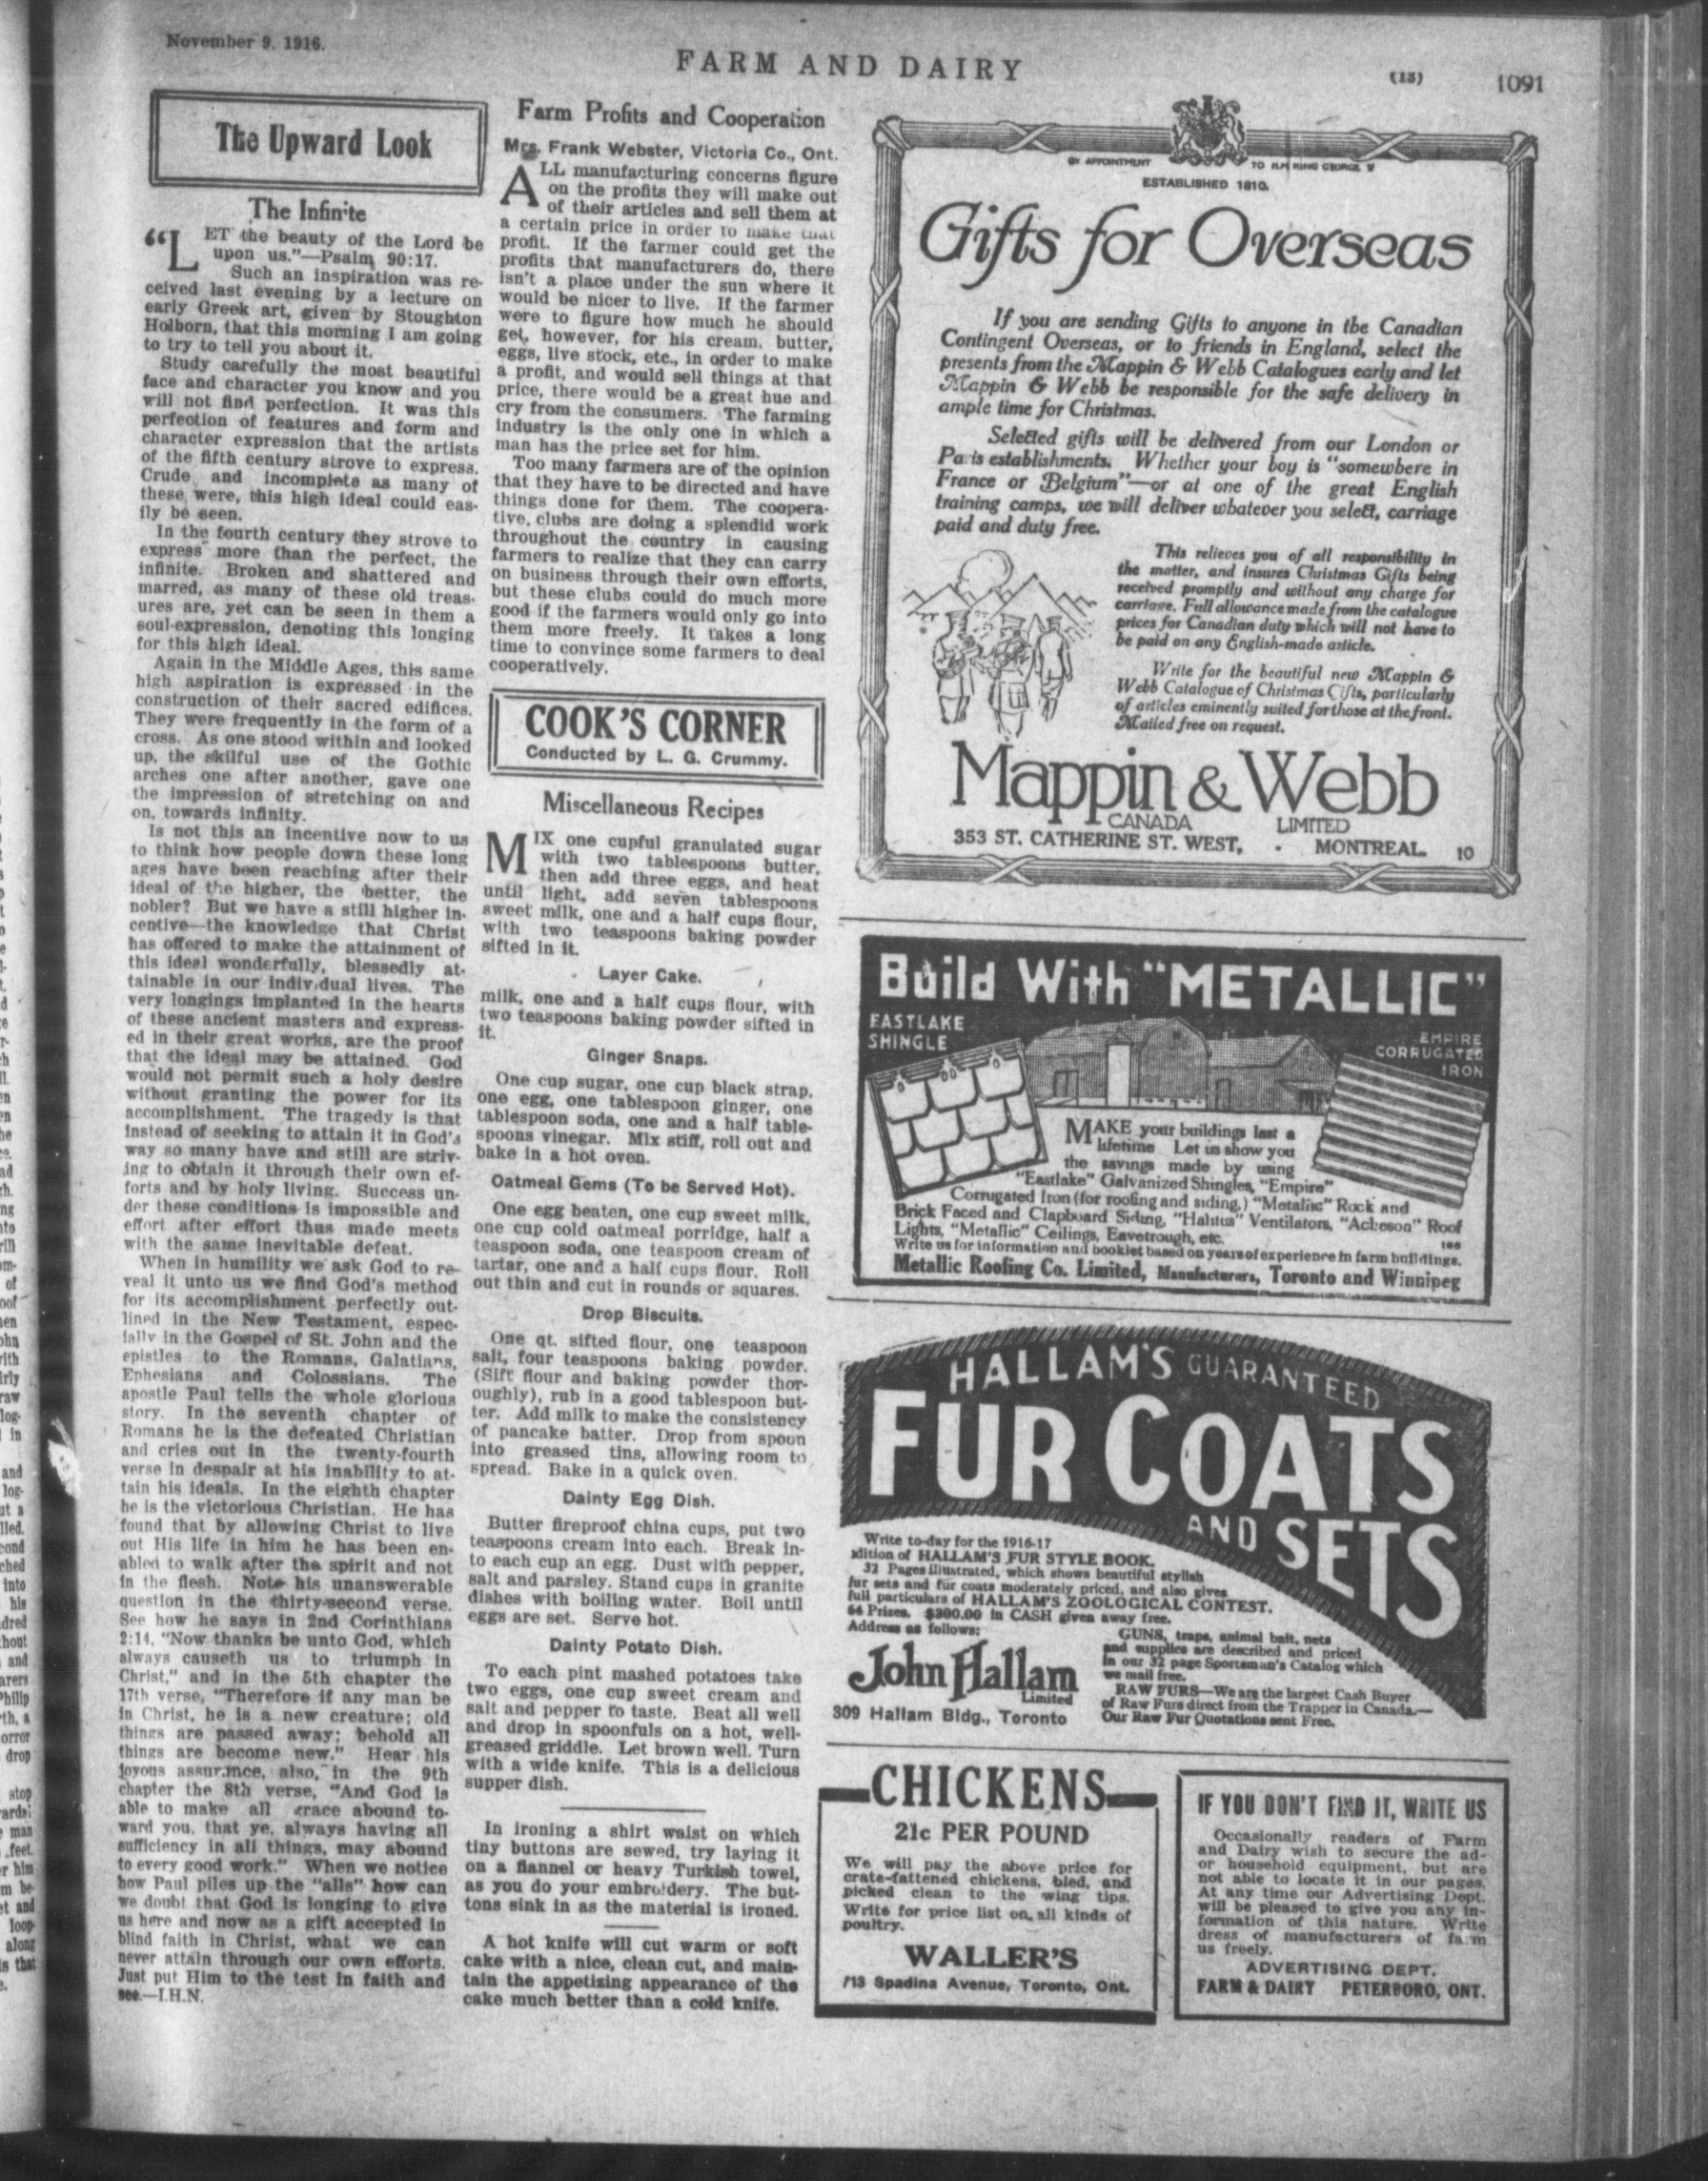 November 9, 1916.
FARM AND DAIRY
(13)
1091
The Upward Look
The Infinite
“LET the beauty of the Lord be
upon us.”—Psalm 90:17.
Such an inspiration was re-
ceived last evening by a lecture on
early Greek art, given by Stoughton
Holborn, that this morning I am going
to try to tell you about it.
Study carefully the most beautiful
face and character you know and you
will not find perfection. It was this
perfection of features and form and
character expression that the artists
of the fifth century strove to express.
Crude and incomplete as many of
these were, this high ideal could eas-
ily be seen.
In the fourth century they strove to
express more than the perfect, the
infinite. Broken and shattered and
marred, as many of these old treas-
ures are, yet can be seen in them a
soul-expression, denoting this longing
for this high ideal.
Again in the Middle Ages, this same
high aspiration is expressed in the
construction of their sacred edifices.
They were frequently in the form of a
cross. As one stood within and looked
up, the skilful use of the Gothic
arches one after another, gave one
the impression of stretching on and
on, towards infinity.
Is not this an incentive now to us
to think how people down these long
ages have been reaching after their
ideal of the higher, the better, the
nobler? But we have a still higher in-
centive—the knowledge that Christ
has offered to make the attainment of
this ideal wonderfully, blessedly at-
tainable in our individual lives. The
very longings implanted in the hearts
of these ancient masters and express-
ed in their great works, are the proof
that the ideal may be attained. God
would not permit such a holy desire
without granting the power for its
accomplishment. The tragedy is that
instead of seeking to attain it in God's
way so many have and still are striv-
ing to obtain it through their own ef-
forts and by holy living. Success un-
der these conditions is impossible and
effort after effort thus made meets
with the same inevitable defeat.
When in humility we ask God to re-
veal it unto us we find God's method
for its accomplishment perfectly out-
lined in the New Testament, espec-
ially in the Gospel of St. John and the
epistles to the Romans, Galatians,
Ephesians and Colossians. The
apostle Paul tells the whole glorious
story. In the seventh chapter of
Romans he is the defeated Christian
and cries out in the twenty-fourth
verse in despair at his inability to at-
tain his ideals. In the eighth chapter
he is the victorious Christian. He has
found that by allowing Christ to live
out His life in him he has been en-
abled to walk after the spirit and not
in the flesh. Note his unanswerable
question in the thirty-second verse.
See how he says in 2nd Corinthians
2:14, “Now thanks be unto God, which
always causeth us to triumph in
Christ,” and in the 5th chapter the
17th verse, “Therefore if any man be
in Christ, he is a new creature; old
things are passed away; behold all
things are become new.” Hear his
joyous assurance, also, in the 9th
chapter the 8th verse, “And God is
able to make all grace abound to-
ward you, that ye, always having all
sufficiency in all things, may abound
to every good work.” When we notice
how Paul piles up the “alls” how can
we doubt that God is longing to give
us here and now as a gift accepted in
blind faith in Christ, what we can
never attain through our own efforts.
Just put Him to the test in faith and
see.—I.H.N.
Farm Profits and Cooperation
Mrs. Frank Webster, Victoria Co., Ont.
ALL manufacturing concerns figure
on the profits they will make out
of their articles and sell them at
a certain price in order to make that
profit. If the farmer could get the
profits that manufacturers do, there
isn't a place under the sun where it
would be nicer to live. If the farmer
were to figure how much he should
get, however, for his cream, butter,
eggs, live stock, etc., in order to make
a profit, and would sell things at that
price, there would be a great hue and
cry from the consumers. The farming
industry is the only one in which a
man has the price set for him.
Too many farmers are of the opinion
that they have to be directed and have
things done for them. The coopera-
tive clubs are doing a splendid work
throughout the country in causing
farmers to realize that they can carry
on business through their own efforts,
but these clubs could do much more
good if the farmers would only go into
them more freely. It takes a long
time to convince some farmers to deal
cooperatively.
COOK'S CORNER
Conducted by L. G. Crummy.
Miscellaneous Recipes
MIX one cupful granulated sugar
with two tablespoons butter,
then add three eggs, and heat
until light, add seven tablespoons
sweet milk, one and a half cups flour,
with two teaspoons baking powder
sifted in it.
Layer Cake.
milk, one and a half cups flour, with
two teaspoons baking powder sifted in
it.
Ginger Snaps.
One cup sugar, one cup black strap,
one egg, one tablespoon ginger, one
tablespoon soda, one and a half table-
spoons vinegar. Mix stiff, roll out and
bake in a hot oven.
Oatmeal Gems (To be Served Hot).
One egg beaten, one cup sweet milk,
one cup cold oatmeal porridge, half a
teaspoon soda, one teaspoon cream of
tartar, one and a half cups flour. Roll
out thin and cut in rounds or squares.
Drop Biscuits.
One qt. sifted flour, one teaspoon
salt, four teaspoons baking powder.
(Sift flour and baking powder thor-
oughly), rub in a good tablespoon but-
ter. Add milk to make the consistency
of pancake batter. Drop from spoon
into greased tins, allowing room to
spread. Bake in a quick oven.
Dainty Egg Dish.
Butter fireproof china cups, put two
teaspoons cream into each. Break in-
to each cup an egg. Dust with pepper,
salt and parsley. Stand cups in granite
dishes with boiling water. Boil until
eggs are set. Serve hot.
Dainty Potato Dish.
To each pint mashed potatoes take
two eggs, one cup sweet cream and
salt and pepper to taste. Beat all well
and drop in spoonfuls on a hot, well-
greased griddle. Let brown well. Turn
with a wide knife. This is a delicious
supper dish.
In ironing a shirt waist on which
tiny buttons are sewed, try laying it
on a flannel or heavy Turkish towel,
as you do your embroidery. The but-
tons sink in as the material is ironed.
A hot knife will cut warm or soft
cake with a nice, clean cut, and main-
tain the appetizing appearance of the
cake much better than a cold knife.
BY APPOINTMENT TO H.M KING GEORGE V
ESTABLISHED 1810.
Gifts for Overseas
If you are sending Gifts to anyone in the Canadian
Contingent Overseas, or to friends in England, select the
presents from the Mappin & Webb Catalogues early and let
Mappin & Webb be responsible for the safe delivery in
ample time for Christmas.
Selected gifts will be delivered from our London or
Pa is establishments. Whether your boy is “somewhere in
France or Belgium”—or at one of the great English
training camps, we will deliver whatever you select, carriage
paid and duty free.
This relieves you of all responsibility in
the matter, and insures Christmas Gifts being
received promptly and without any charge for
carriage. Full allowance made from the catalogue
prices for Canadian duty which will not have to
be paid on any English-made article.
Write for the beautiful new Mappin &
Webb Catalogue of Christmas Gifts, particularly
of articles eminently suited for those at the front.
Mailed free on request.
Mappin & Webb
CANADA LIMITED
353 ST. CATHERINE ST. WEST, - MONTREAL. 10
Build With “METALLIC”
EASTLAKE
SHINGLE
EMPIRE
CORRUGATED
IRON
MAKE your buildings last a
lifetime Let us show you
the savings made by using
“Eastlake” Galvanized Shingles, “Empire”
Corrugated Iron (for roofing and siding,) “Metallic” Rock and
Brick Faced and Clapboard Siding, “Halitus” Ventilators, “Acheson” Roof
Lights, “Metallic” Ceilings, Eavetrough, etc.
Write us for information and booklet based on years of experience in farm buildings.
Metallic Roofing Co. Limited, Manufacturers, Toronto and Winnipeg
HALLAM'S GUARANTEED
FUR COATS
AND SETS
Write to-day for the 1916-17
dition of HALLAM'S FUR STYLE BOOK.
32 Pages illustrated, which shows beautiful stylish
fur sets and fur coats moderately priced, and also gives
full particulars of HALLAM'S ZOOLOGICAL CONTEST.
64 Prizes. $300.00 in CASH given away free.
Address as follows:
John Hallam
Limited
309 Hallam Bldg., Toronto
GUNS, traps, animal bait, nets
and supplies are described and priced
in our 32 page Sportsman's Catalog which
we mail free.
RAW FURS—We are the largest Cash Buyer
of Raw Furs direct from the Trapper in Canada.—
Our Raw Fur Quotations sent Free.
CHICKENS
21c PER POUND
We will pay the above price for
crate-fattened chickens, bled, and
picked clean to the wing tips.
Write for price list on all kinds of
poultry.
WALLER'S
713 Spadina Avenue, Toronto, Ont.
IF YOU DON'T FIND IT, WRITE US
Occasionally readers of Farm
and Dairy wish to secure the ad-
or household equipment, but are
not able to locate it in our pages.
At any time our Advertising Dept.
will be pleased to give you any in-
formation of this nature. Write
dress of manufacturers of farm
us freely.
ADVERTISING DEPT.
FARM & DAIRY PETERBORO, ONT.